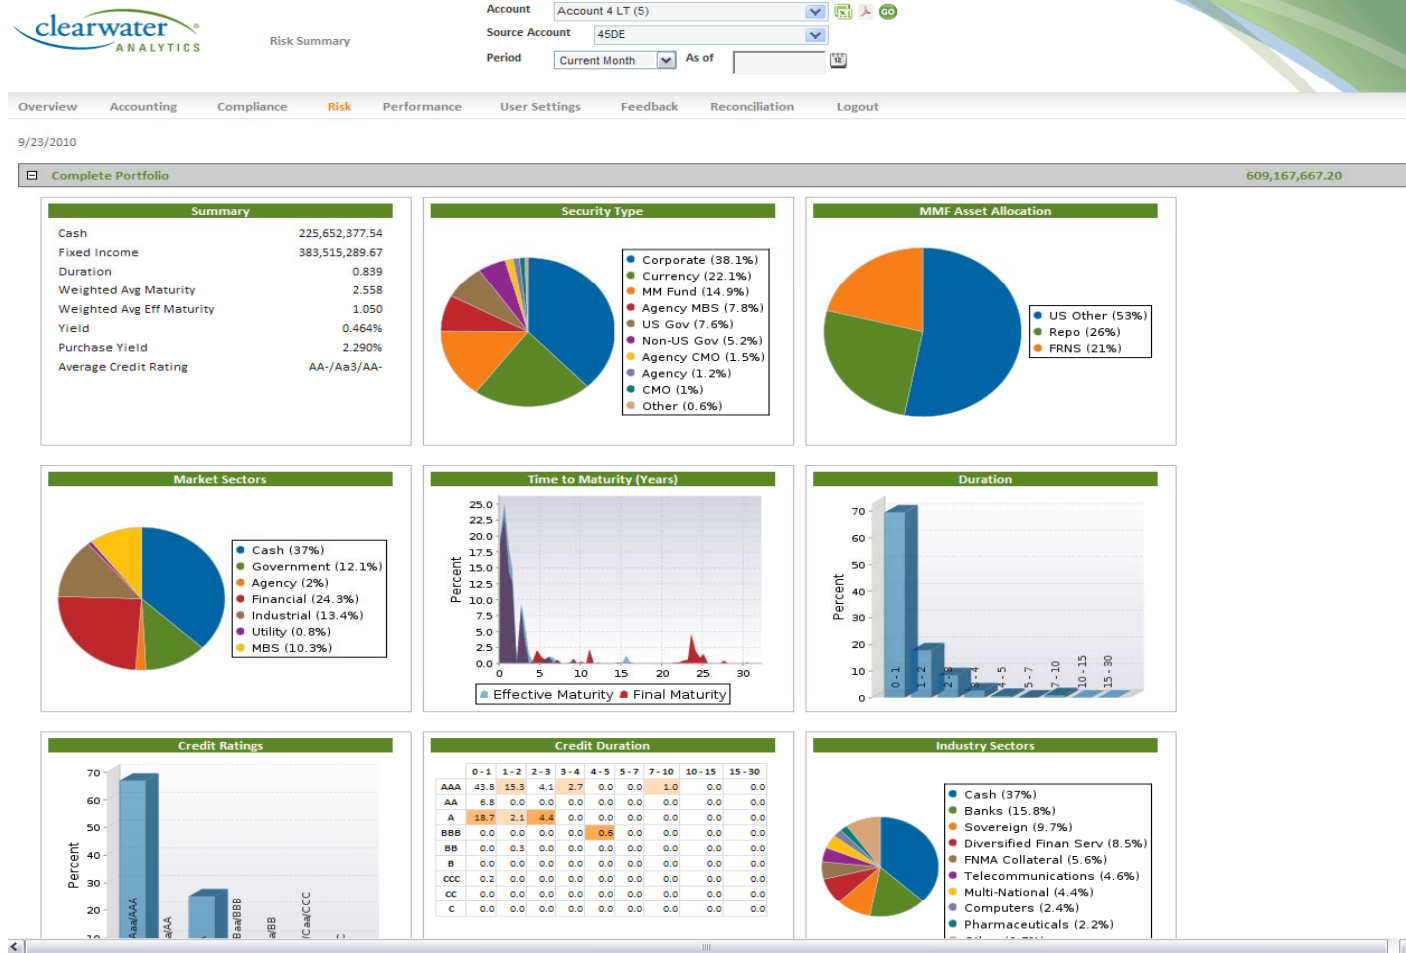 clearwater
ANALYTICS
Risk Summary
Account Account 4 LT (5)
GO
Source Account 45DE
Period Current Month As of
12
Overview Accounting Compliance Risk Performance User Settings Feedback Reconciliation Logout
9/23/2010
Complete Portfolio 609,167,667.20
Summary
Cash 225,652,377.54
Fixed Income 383,515,289.67
Duration 0.839
Weighted Avg Maturity 2.558
Weighted Avg Eff Maturity 1.050
Yield 0.464%
Purchase Yield 2.290%
Average Credit Rating AA-/Aa3/AA-
Security Type
Corporate (38.1%)
Currency (22.1%)
MM Fund (14.9%)
Agency MBS (7.8%)
US Gov (7.6%)
Non-US Gov (5.2%)
Agency CMO (1.5%)
Agency (1.2%)
CMO (1%)
Other (0.6%)
MMF Asset Allocation
US Other (53%)
Repo (26%)
FRNS (21%)
Market Sectors
Cash (37%)
Government (12.1%)
Agency (2%)
Financial (24.3%)
Industrial (13.4%)
Utility (0.8%)
MBS (10.3%)
Time to Maturity (Years)
Percent
25.0
22.5
20.0
17.5
15.0
12.5
10.0
7.5
5.0
2.5
0.0
0 5 10 15 20 25 30
Effective Maturity Final Maturity
Duration
Percent
70
60
50
40
30
20
10
0
0 - 1
1 - 2
2 - 3
3 - 4
4 - 5
5 - 7
7 - 10
10 - 15
15 - 30
Credit Ratings
Percent
70
60
50
40
30
20
Aaa/AAA
a/AA
Baa/BBB
a/BB
/Caa/CCC
Credit Duration
0 - 1 1 - 2 2 - 3 3 - 4 4 - 5 5 - 7 7 - 10 10 - 15 15 - 30
AAA 43.8 15.3 4.1 2.7 0.0 0.0 1.0 0.0 0.0
AA 6.8 0.0 0.0 0.0 0.0 0.0 0.0 0.0 0.0
A 18.7 2.1 4.4 0.0 0.0 0.0 0.0 0.0 0.0
BBB 0.0 0.0 0.0 0.0 0.6 0.0 0.0 0.0 0.0
BB 0.0 0.3 0.0 0.0 0.0 0.0 0.0 0.0 0.0
B 0.0 0.0 0.0 0.0 0.0 0.0 0.0 0.0 0.0
CCC 0.2 0.0 0.0 0.0 0.0 0.0 0.0 0.0 0.0
CC 0.0 0.0 0.0 0.0 0.0 0.0 0.0 0.0 0.0
C 0.0 0.0 0.0 0.0 0.0 0.0 0.0 0.0 0.0
Industry Sectors
Cash (37%)
Banks (15.8%)
Sovereign (9.7%)
Diversified Finan Serv (8.5%)
FNMA Collateral (5.6%)
Telecommunications (4.6%)
Multi-National (4.4%)
Computers (2.4%)
Pharmaceuticals (2.2%)